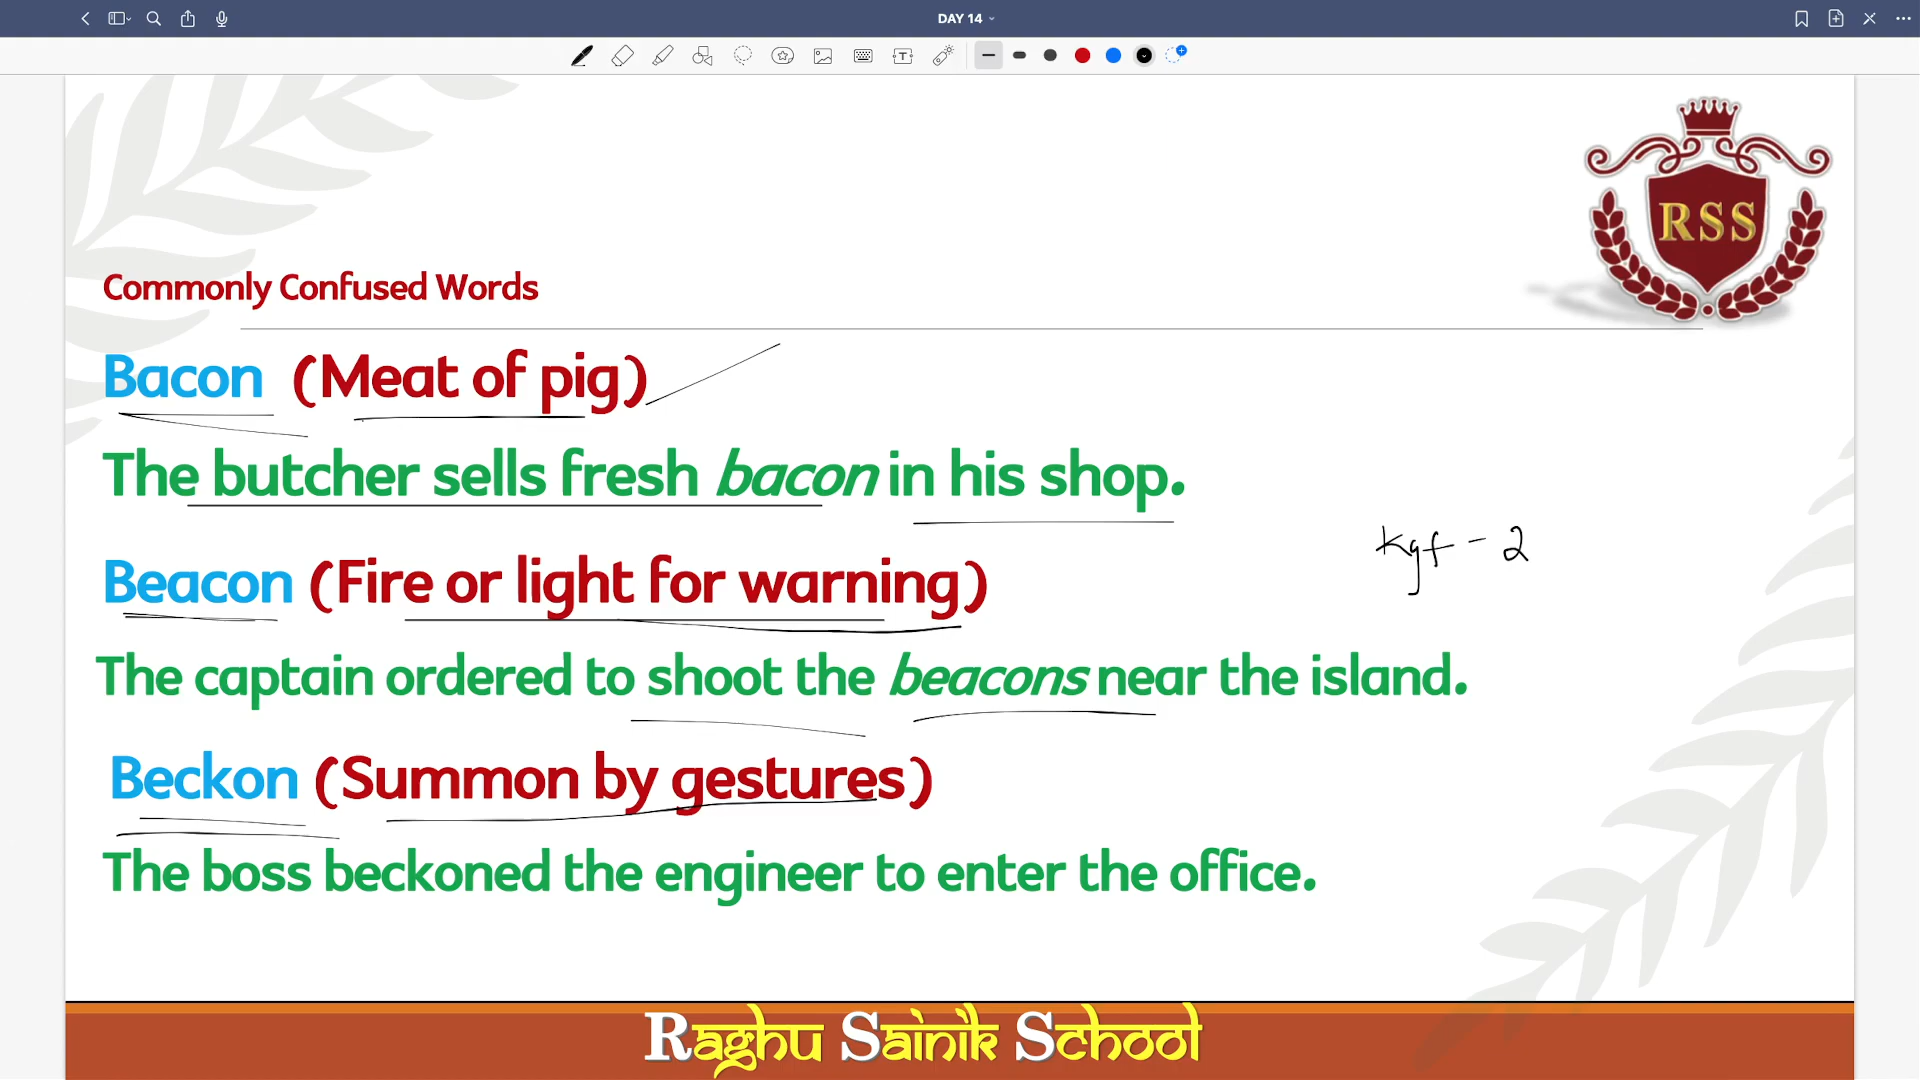 DAY 14
RSS
Commonly Confused Words
Bacon (Meat of pig)
The butcher sells fresh bacon in his shop.
kgf - 2
Beacon (Fire or light for warning)
The captain ordered to shoot the beacons near the island.
Beckon (Summon by gestures)
The boss beckoned the engineer to enter the office.
Raghu Sainik School